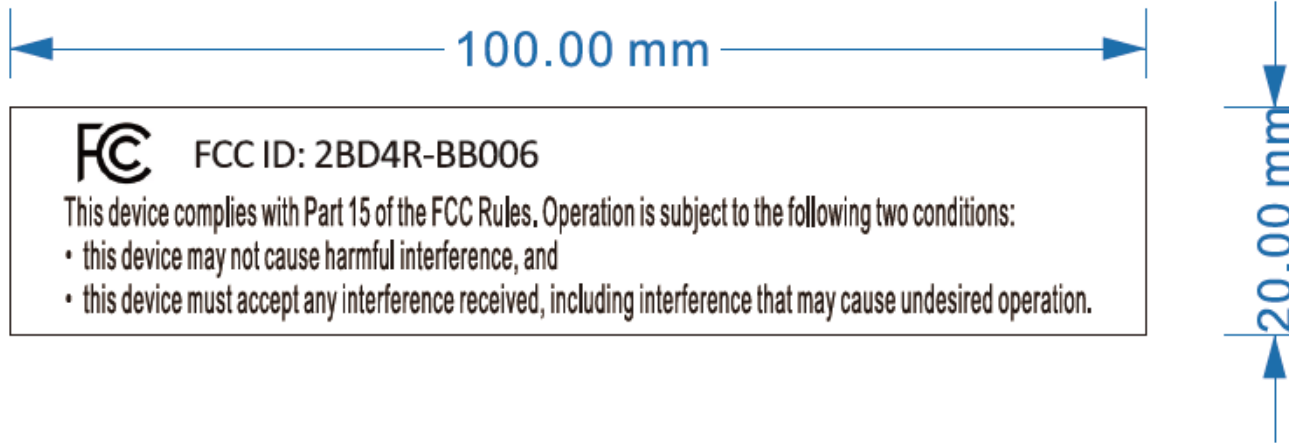 100.00 mm
FC FCC ID: 2BD4R-BB006
This device complies with Part 15 of the FCC Rules. Operation is subject to the following two conditions:
• this device may not cause harmful interference, and
• this device must accept any interference received, including interference that may cause undesired operation.
20.00 mm